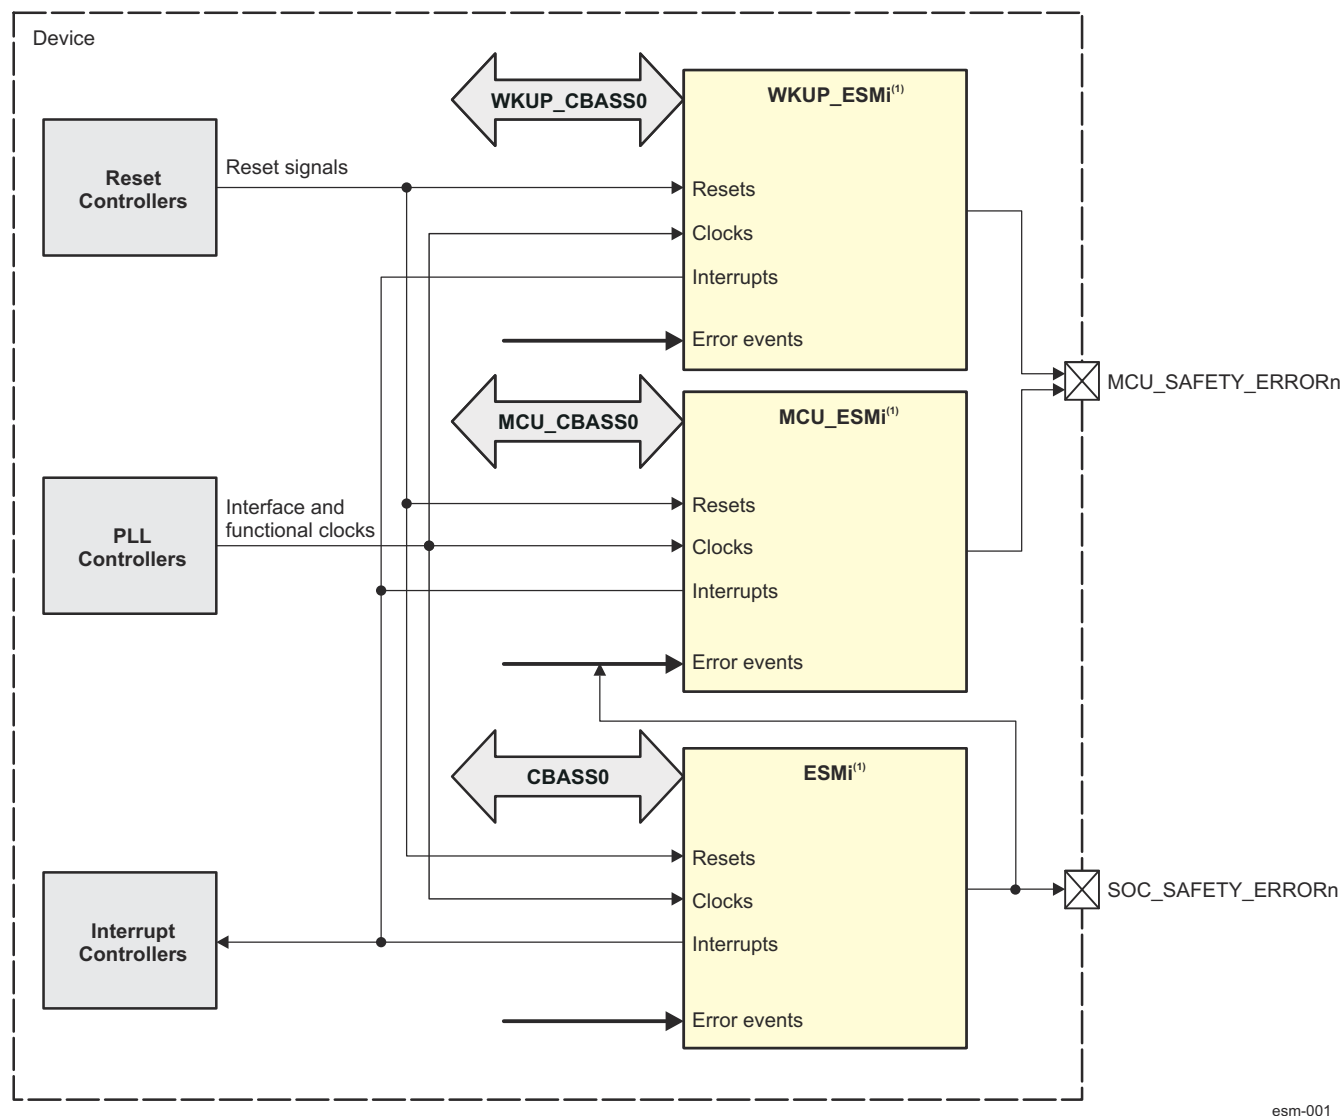 Device
WKUP_CBASS0
WKUP_ESMi(1)
Reset
Controllers
Reset signals
Resets
Clocks
Interrupts
Error events
MCU_SAFETY_ERRORn
MCU_CBASS0
MCU_ESMi(1)
PLL
Controllers
Interface and
functional clocks
Resets
Clocks
Interrupts
Error events
CBASS0
ESMi(1)
Resets
Clocks
Interrupts
Error events
SOC_SAFETY_ERRORn
Interrupt
Controllers
esm-001